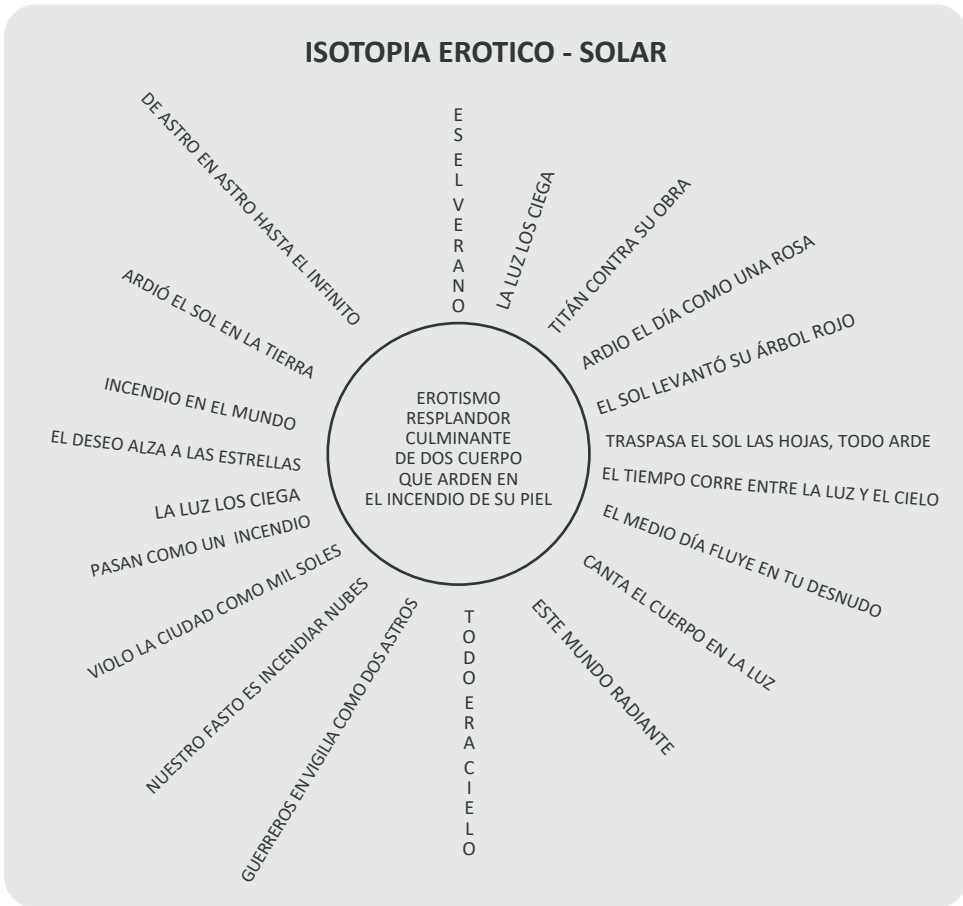 ISOTOPIA EROTICO - SOLAR
ES EL VERANO
LA LUZ LOS CIEGA
TITÁN CONTRA SU OBRA
ARDIO EL DÍA COMO UNA ROSA
EL SOL LEVANTÓ SU ÁRBOL ROJO
TRASPASA EL SOL LAS HOJAS, TODO ARDE
EL TIEMPO CORRE ENTRE LA LUZ Y EL CIELO
EL MEDIO DÍA FLUYE EN TU DESNUDO
CANTA EL CUERPO EN LA LUZ
ESTE MUNDO RADIANTE
TODO ERA CIELO
GUERREROS EN VIGILIA COMO DOS ASTROS
NUESTRO FASTO ES INCENDIAR NUBES
VIOLO LA CIUDAD COMO MIL SOLES
PASAN COMO UN INCENDIO
LA LUZ LOS CIEGA
EL DESEO ALZA A LAS ESTRELLAS
INCENDIO EN EL MUNDO
ARDIÓ EL SOL EN LA TIERRA
DE ASTRO EN ASTRO HASTA EL INFINITO
EROTISMO
RESPLANDOR
CULMINANTE
DE DOS CUERPO
QUE ARDEN EN
EL INCENDIO DE SU PIEL